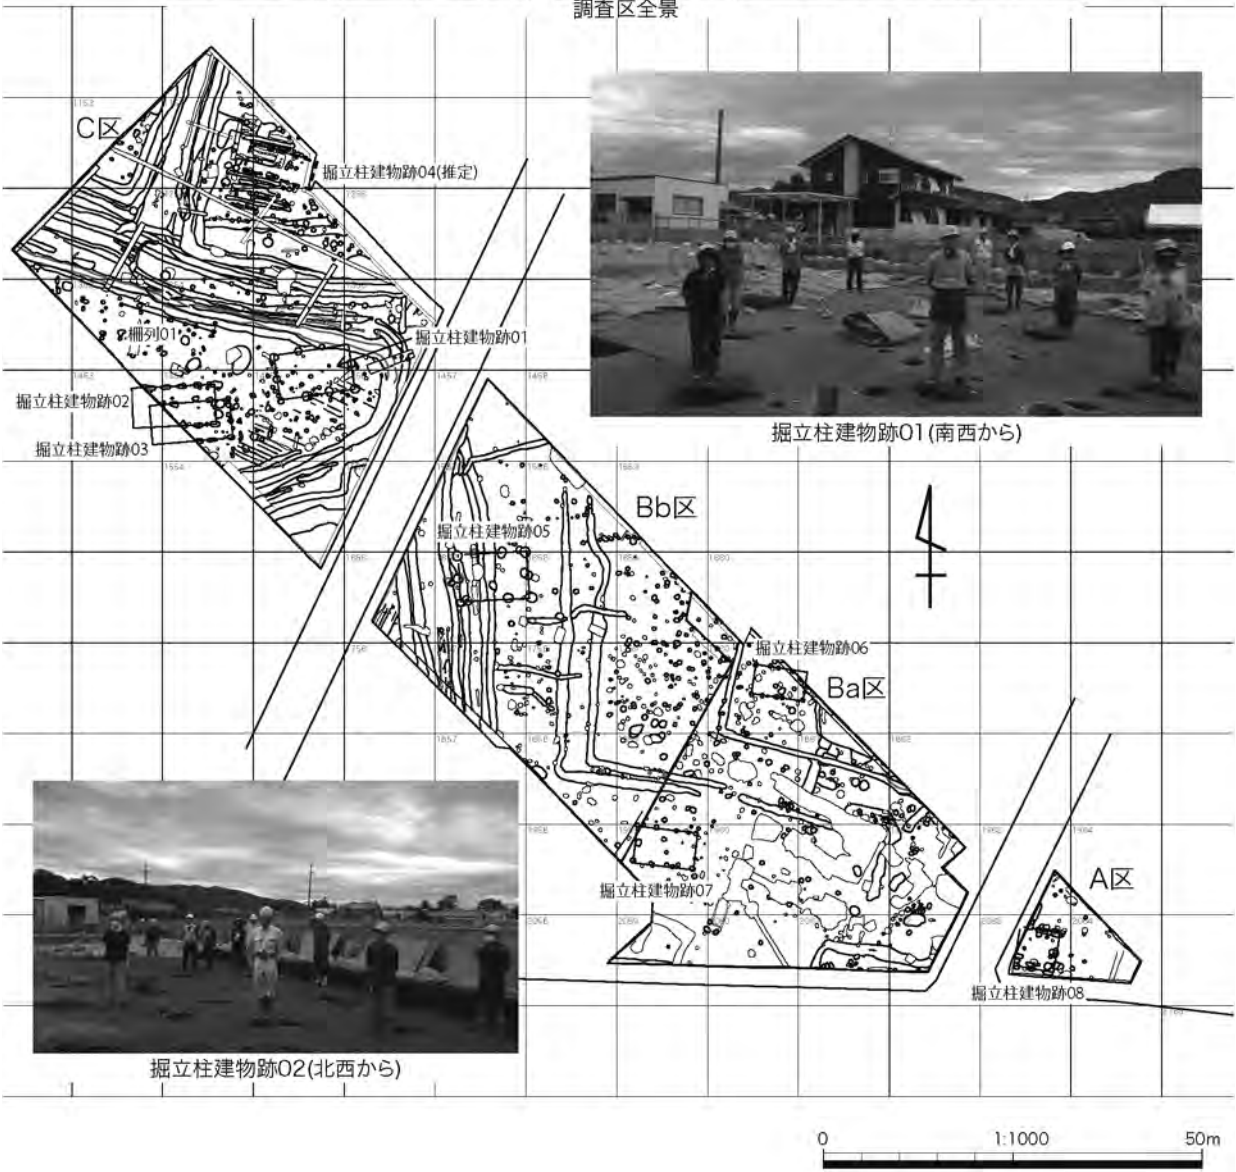 調査区全景
C区
掘立柱建物跡04(推定)
柵列01
掘立柱建物跡01
掘立柱建物跡02
掘立柱建物跡03
掘立柱建物跡01(南西から)
Bb区
掘立柱建物跡05
掘立柱建物跡06
Ba区
A区
掘立柱建物跡07
掘立柱建物跡08
掘立柱建物跡02(北西から)
0 1:1000 50m